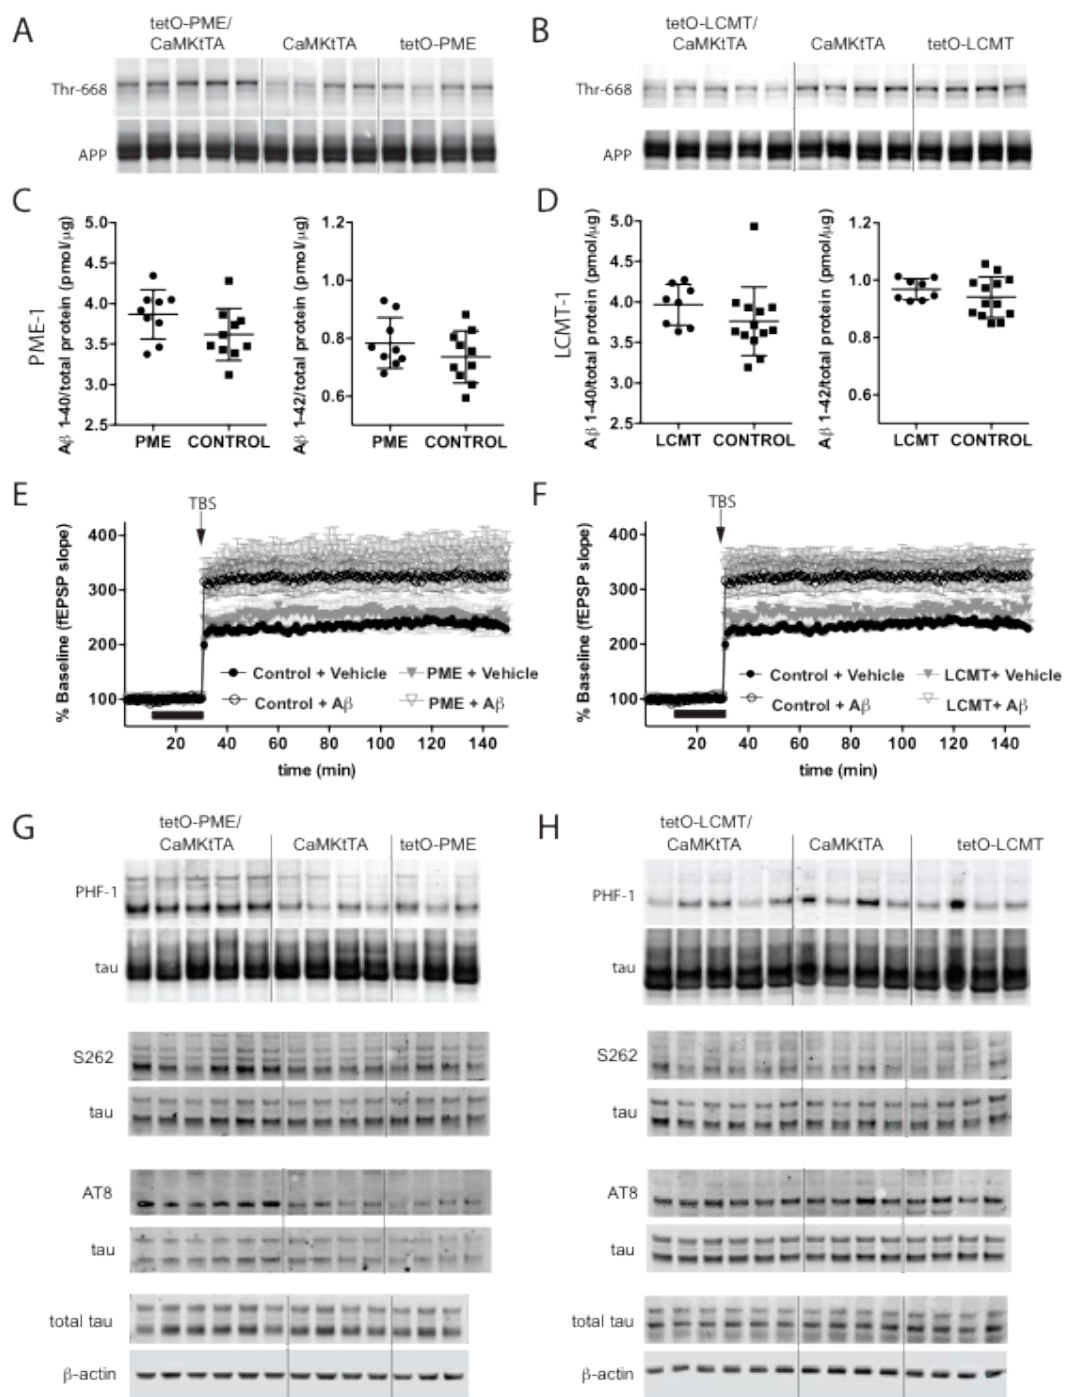 A
tetO-PME/
CaMKtTA
CaMKtTA
tetO-PME
Thr-668
APP
B
tetO-LCMT/
CaMKtTA
CaMKtTA
tetO-LCMT
Thr-668
APP
C
PME-1
Aβ 1-40/total protein (pmol/µg)
5.0
4.5
4.0
3.5
3.0
2.5
PME
CONTROL
Aβ 1-42/total protein (pmol/µg)
1.2
1.0
0.8
0.6
PME
CONTROL
D
LCMT-1
Aβ 1-40/total protein (pmol/µg)
5.0
4.5
4.0
3.5
3.0
2.5
LCMT
CONTROL
Aβ 1-42/total protein (pmol/µg)
1.2
1.0
0.8
0.6
LCMT
CONTROL
E
TBS
% Baseline (fEPSP slope)
400
300
200
100
Control + Vehicle
PME + Vehicle
Control + Aβ
PME + Aβ
20 40 60 80 100 120 140
time (min)
F
TBS
% Baseline (fEPSP slope)
400
300
200
100
Control + Vehicle
LCMT+ Vehicle
Control + Aβ
LCMT+ Aβ
20 40 60 80 100 120 140
time (min)
G
tetO-PME/
CaMKtTA
CaMKtTA
tetO-PME
PHF-1
tau
S262
tau
AT8
tau
total tau
β-actin
H
tetO-LCMT/
CaMKtTA
CaMKtTA
tetO-LCMT
PHF-1
tau
S262
tau
AT8
tau
total tau
β-actin